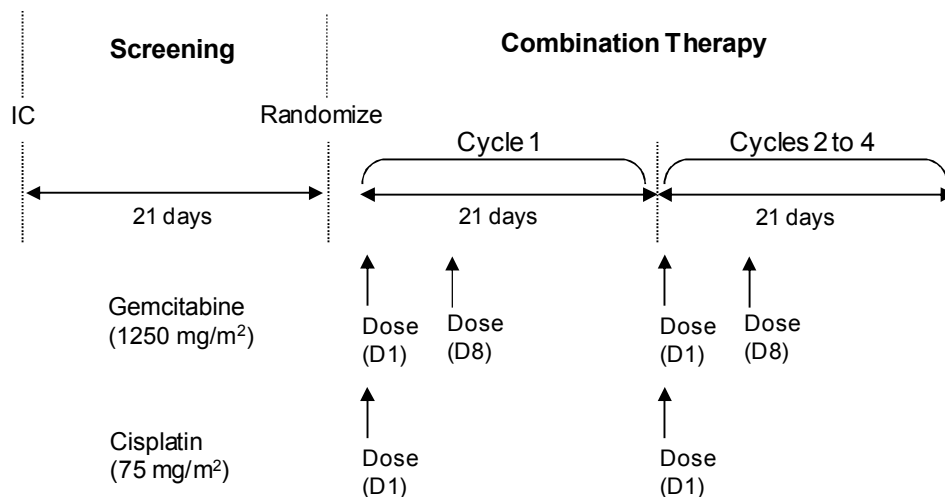 Screening
Combination Therapy
IC
Randomize
Cycle 1
Cycles 2 to 4
21 days
21 days
21 days
Gemcitabine
(1250 mg/m²)
Dose
(D1)
Dose
(D8)
Dose
(D1)
Dose
(D8)
Cisplatin
(75 mg/m²)
Dose
(D1)
Dose
(D1)